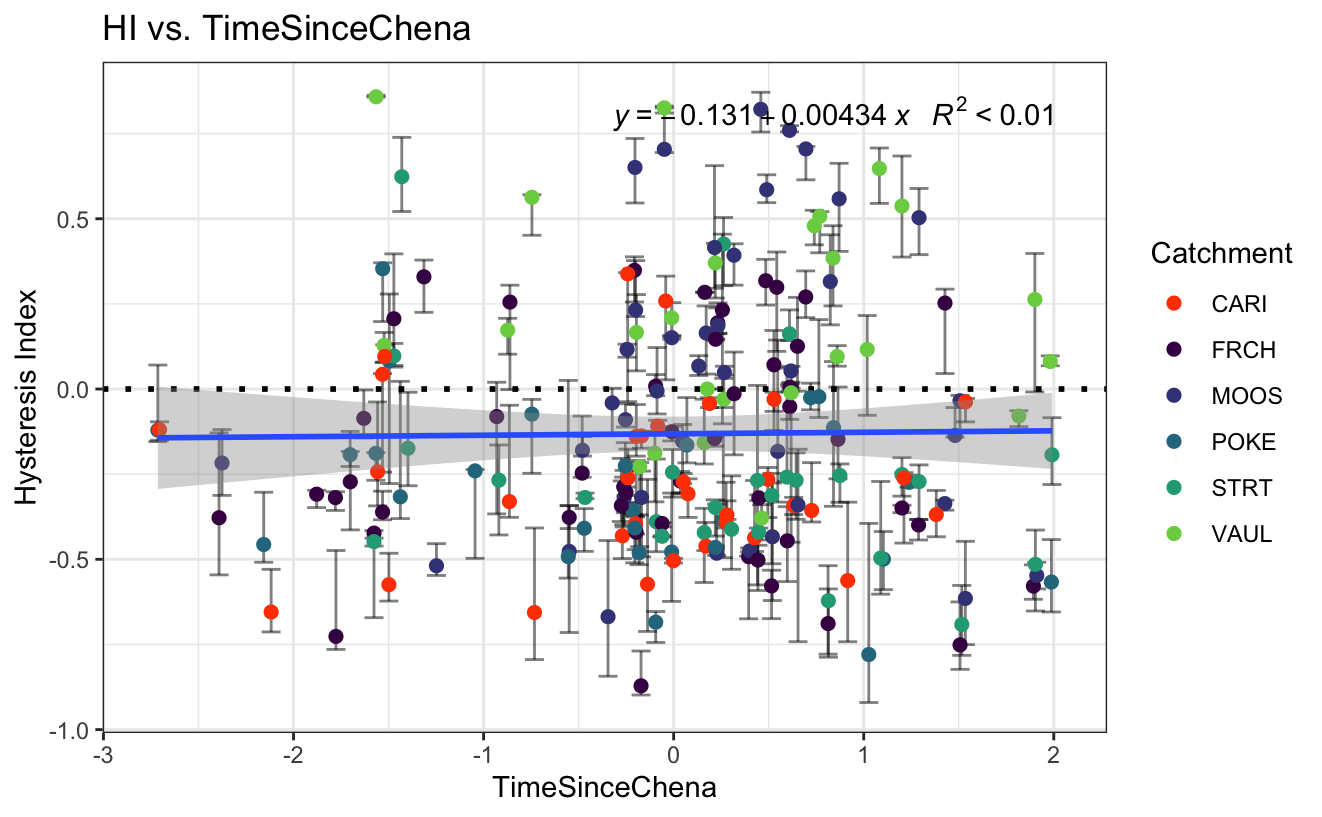 HI vs. TimeSinceChena
y = −0.131 + 0.00434 x R² < 0.01
Hysteresis Index
0.5
0.0
-0.5
-1.0
-3 -2 -1 0 1 2
TimeSinceChena
Catchment
CARI
FRCH
MOOS
POKE
STRT
VAUL